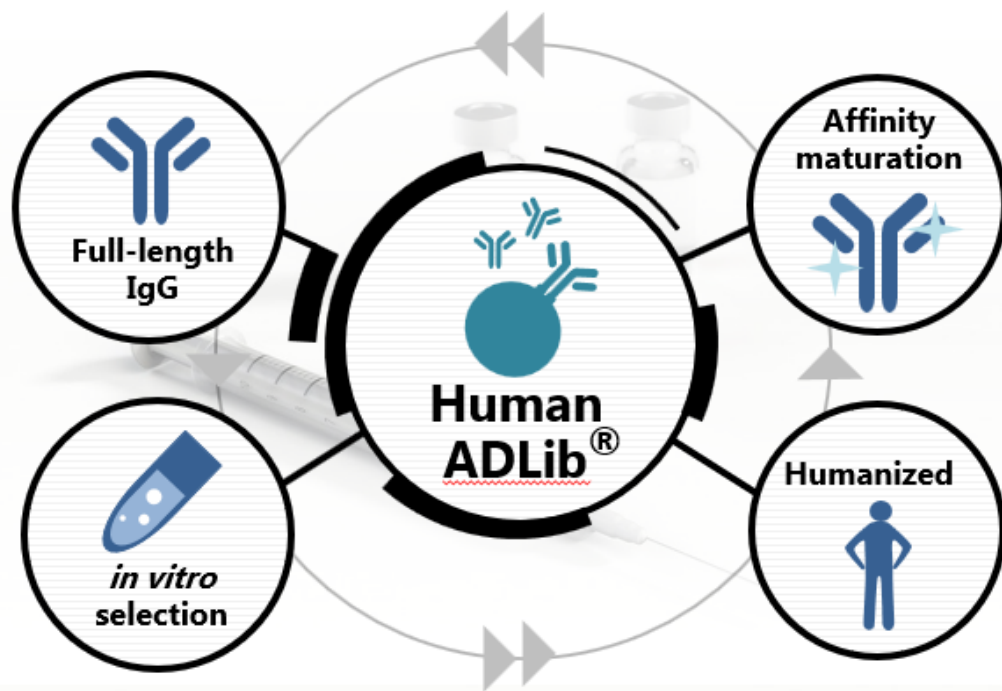 Full-length
IgG
Affinity
maturation
Human
ADLib®
in vitro
selection
Humanized